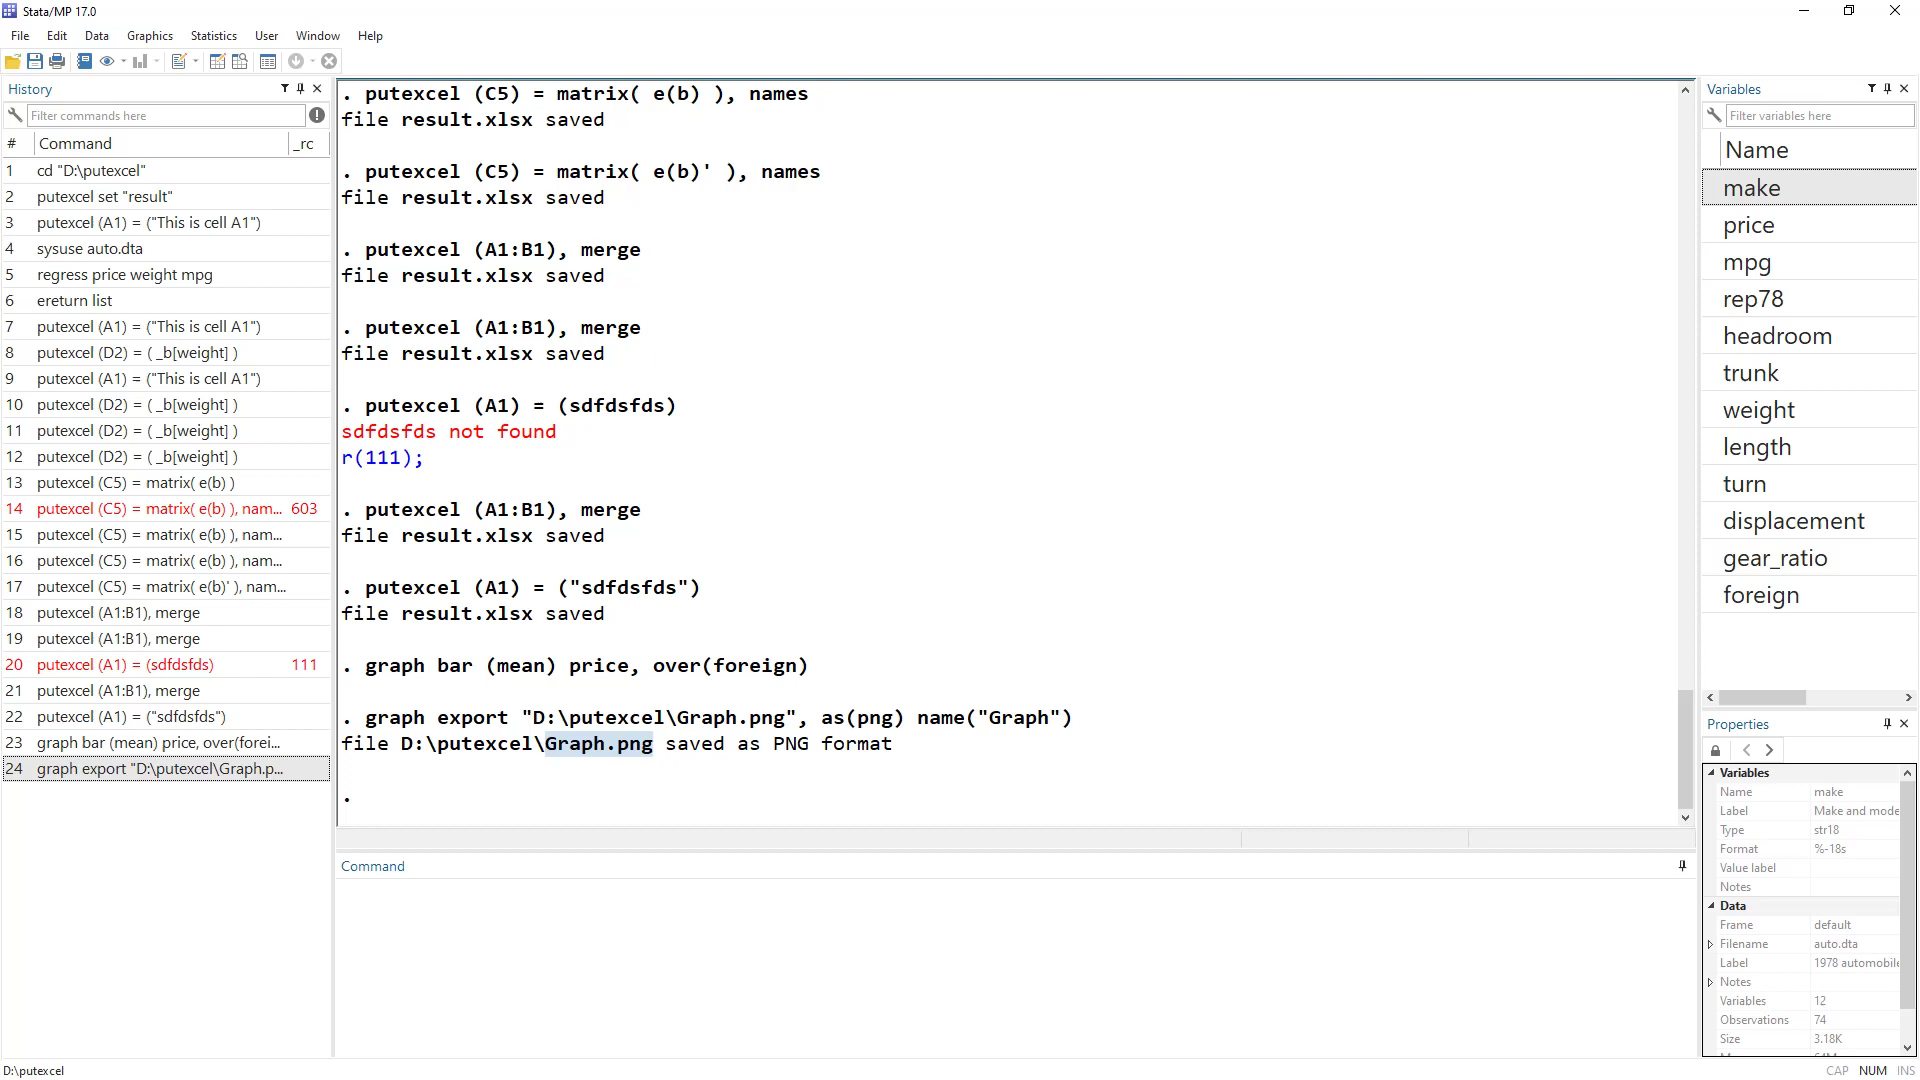 Stata/MP 17.0
File Edit Data Graphics Statistics User Window Help
History
Filter commands here
# Command _rc
1 cd "D:\putexcel"
2 putexcel set "result"
3 putexcel (A1) = ("This is cell A1")
4 sysuse auto.dta
5 regress price weight mpg
6 ereturn list
7 putexcel (A1) = ("This is cell A1")
8 putexcel (D2) = ( _b[weight] )
9 putexcel (A1) = ("This is cell A1")
10 putexcel (D2) = ( _b[weight] )
11 putexcel (D2) = ( _b[weight] )
12 putexcel (D2) = ( _b[weight] )
13 putexcel (C5) = matrix( e(b) )
14 putexcel (C5) = matrix( e(b) ), nam... 603
15 putexcel (C5) = matrix( e(b) ), nam...
16 putexcel (C5) = matrix( e(b) ), nam...
17 putexcel (C5) = matrix( e(b)' ), nam...
18 putexcel (A1:B1), merge
19 putexcel (A1:B1), merge
20 putexcel (A1) = (sdfdsfds) 111
21 putexcel (A1:B1), merge
22 putexcel (A1) = ("sdfdsfds")
23 graph bar (mean) price, over(forei...
24 graph export "D:\putexcel\Graph.p...
. putexcel (C5) = matrix( e(b) ), names
file result.xlsx saved
. putexcel (C5) = matrix( e(b)' ), names
file result.xlsx saved
. putexcel (A1:B1), merge
file result.xlsx saved
. putexcel (A1:B1), merge
file result.xlsx saved
. putexcel (A1) = (sdfdsfds)
sdfdsfds not found
r(111);
. putexcel (A1:B1), merge
file result.xlsx saved
. putexcel (A1) = ("sdfdsfds")
file result.xlsx saved
. graph bar (mean) price, over(foreign)
. graph export "D:\putexcel\Graph.png", as(png) name("Graph")
file D:\putexcel\Graph.png saved as PNG format
.
Command
Variables
Filter variables here
Name
make
price
mpg
rep78
headroom
trunk
weight
length
turn
displacement
gear_ratio
foreign
Properties
Variables
Name make
Label Make and mode
Type str18
Format %-18s
Value label
Notes
Data
Frame default
Filename auto.dta
Label 1978 automobile
Notes
Variables 12
Observations 74
Size 3.18K
D:\putexcel
CAP NUM INS